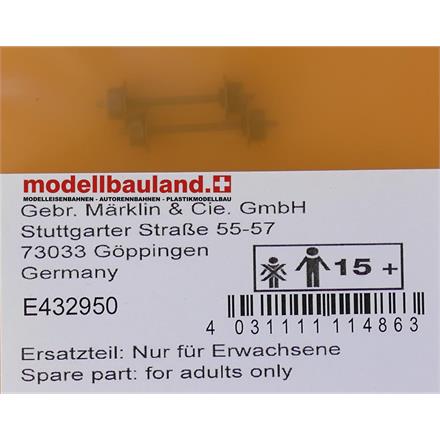 modellbauland.
MODELLEISENBAHNEN - AUTORENNBAHNEN - PLASTIKMODELLBAU
Gebr. Märklin & Cie. GmbH
Stuttgarter Straße 55-57
73033 Göppingen
Germany
15 +
E432950
4 031111 114863
Ersatzteil: Nur für Erwachsene
Spare part: for adults only